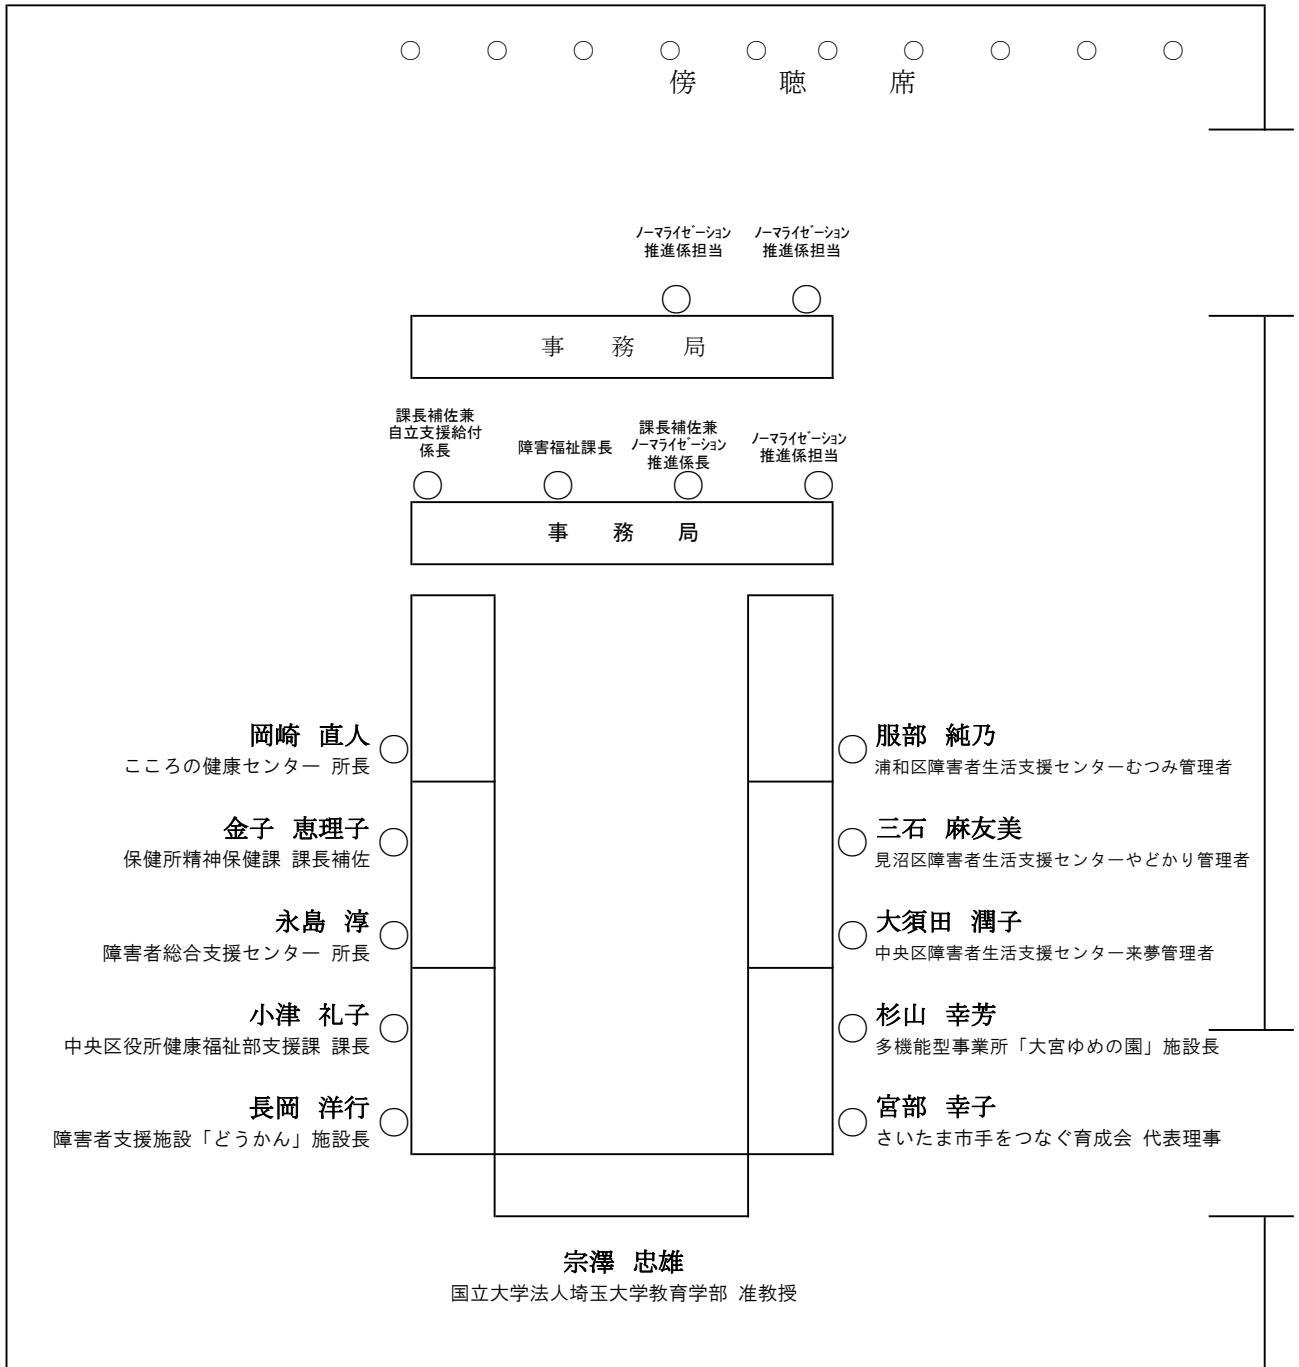 傍 聴 席
ノーマライゼーション
推進係担当
ノーマライゼーション
推進係担当
事 務 局
課長補佐兼
自立支援給付
係長
障害福祉課長
課長補佐兼
ノーマライゼーション
推進係長
ノーマライゼーション
推進係担当
事 務 局
岡崎 直人
こころの健康センター 所長
服部 純乃
浦和区障害者生活支援センターむつみ管理者
金子 恵理子
保健所精神保健課 課長補佐
三石 麻友美
見沼区障害者生活支援センターやどかり管理者
永島 淳
障害者総合支援センター 所長
大須田 潤子
中央区障害者生活支援センター来夢管理者
小津 礼子
中央区役所健康福祉部支援課 課長
杉山 幸芳
多機能型事業所「大宮ゆめの園」施設長
長岡 洋行
障害者支援施設「どうかん」施設長
宮部 幸子
さいたま市手をつなぐ育成会 代表理事
宗澤 忠雄
国立大学法人埼玉大学教育学部 准教授